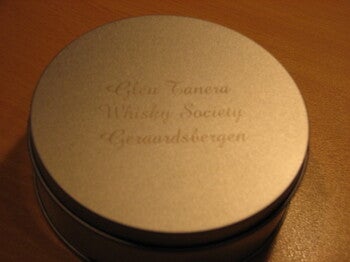 Glen Tanera
Whisky Society
Geraardsbergen